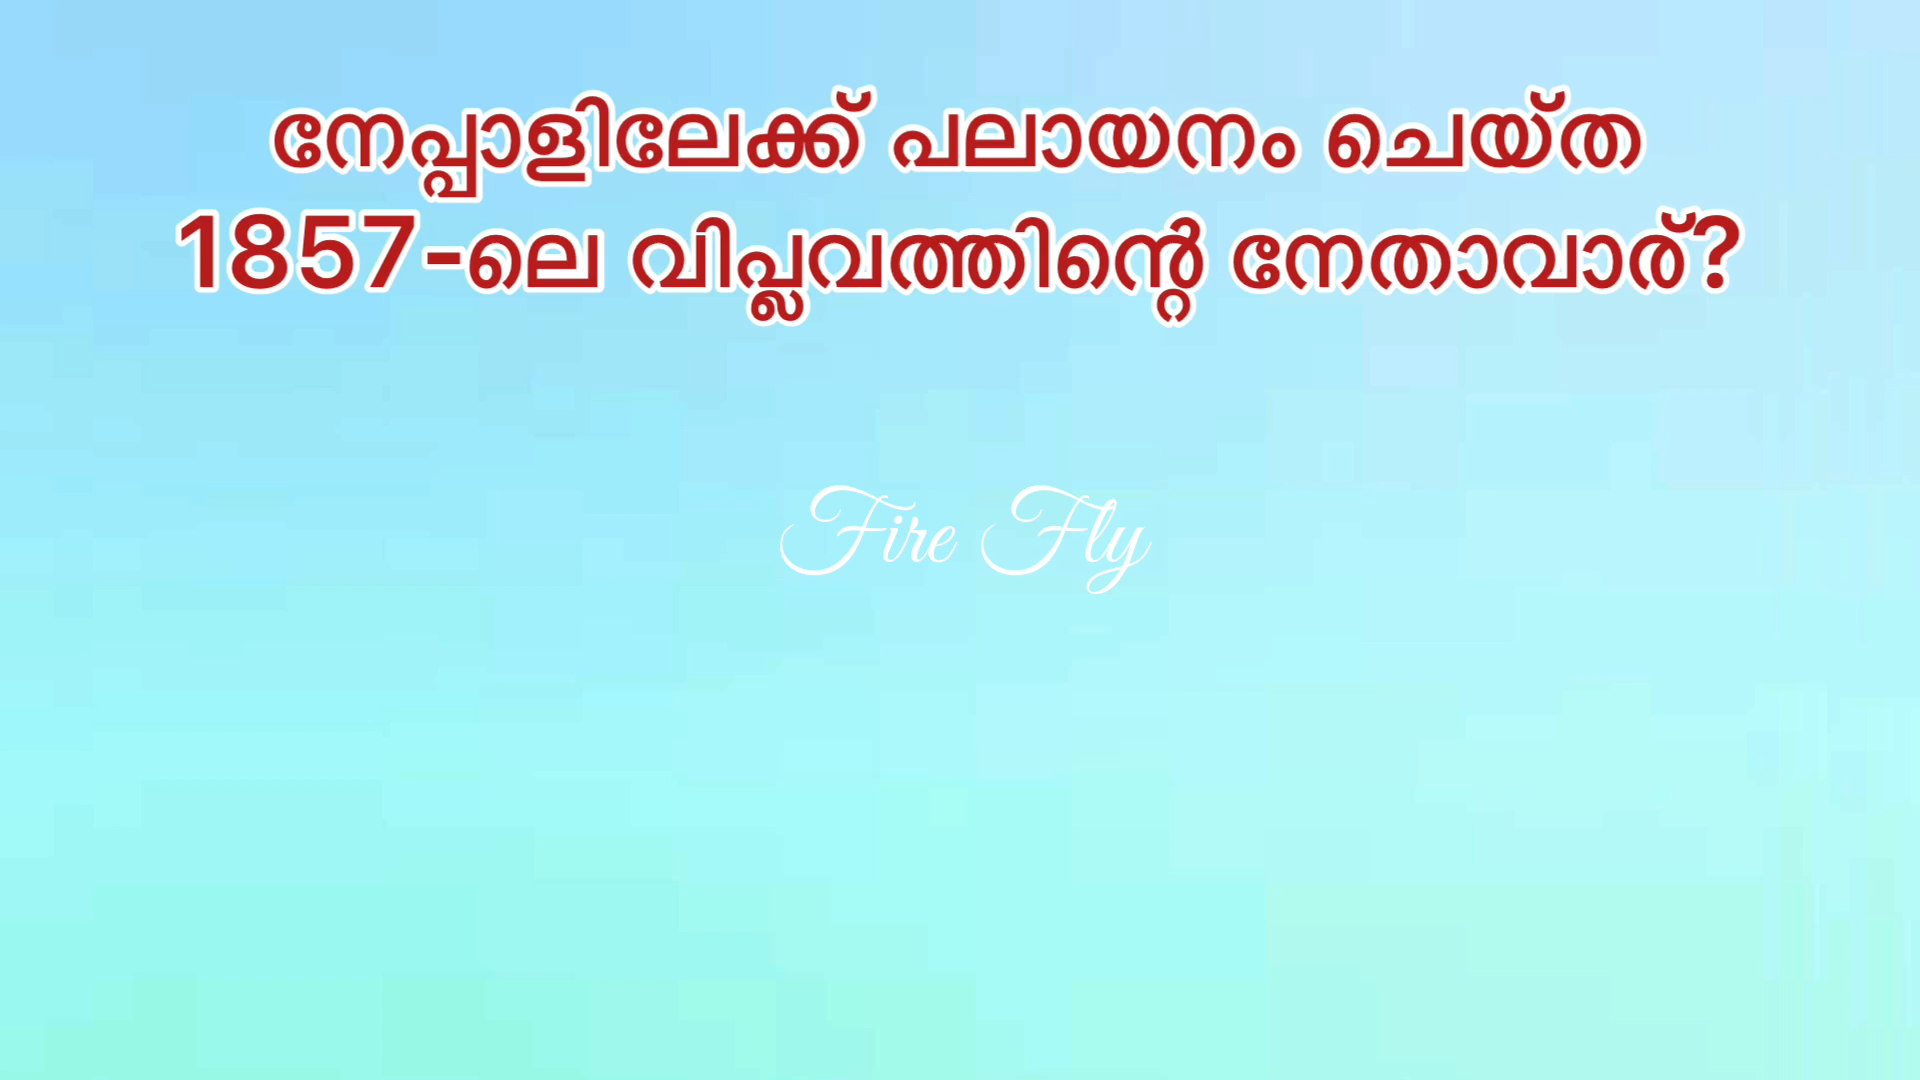 നേപ്പാളിലേക്ക് പലായനം ചെയ്ത
1857-ലെ വിപ്ലവത്തിന്റെ നേതാവാര്?
Fire Fly